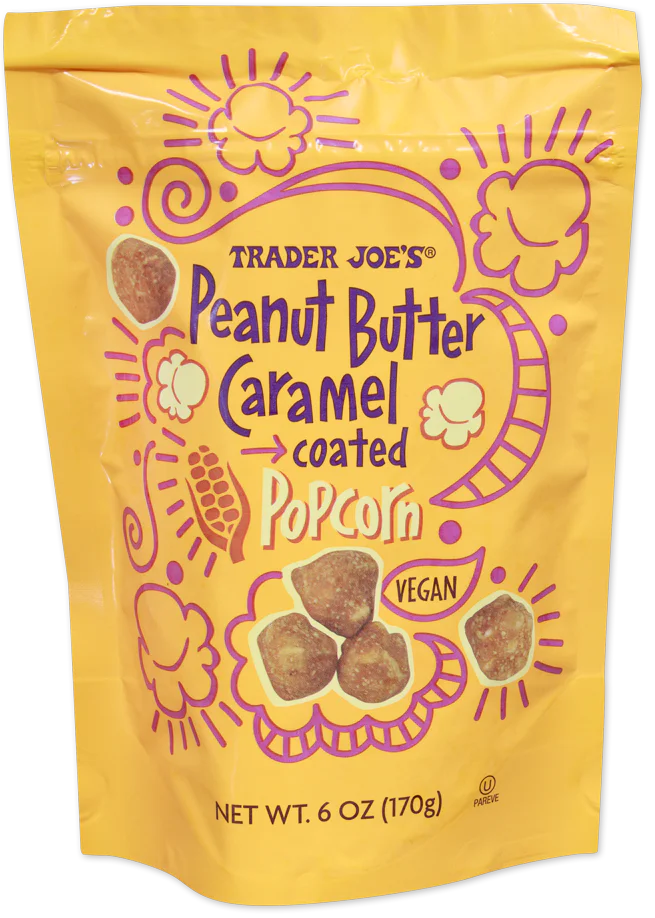 TRADER JOE'S®
Peanut Butter
Caramel
coated
Popcorn
VEGAN
NET WT. 6 OZ (170g)
U
PAREVE